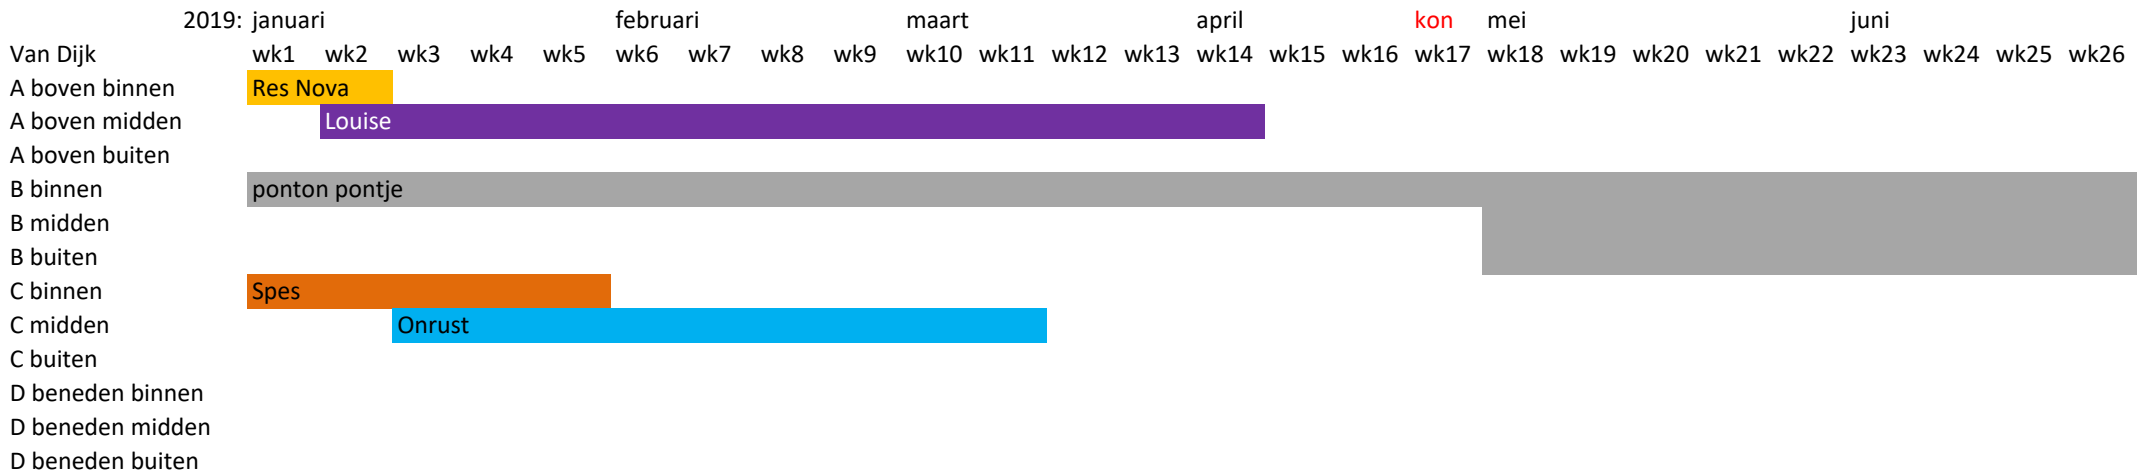 2019: januari februari maart april kon mei juni
Van Dijk wk1 wk2 wk3 wk4 wk5 wk6 wk7 wk8 wk9 wk10 wk11 wk12 wk13 wk14 wk15 wk16 wk17 wk18 wk19 wk20 wk21 wk22 wk23 wk24 wk25 wk26
A boven binnen Res Nova
A boven midden Louise
A boven buiten
B binnen ponton pontje
B midden
B buiten
C binnen Spes
C midden Onrust
C buiten
D beneden binnen
D beneden midden
D beneden buiten